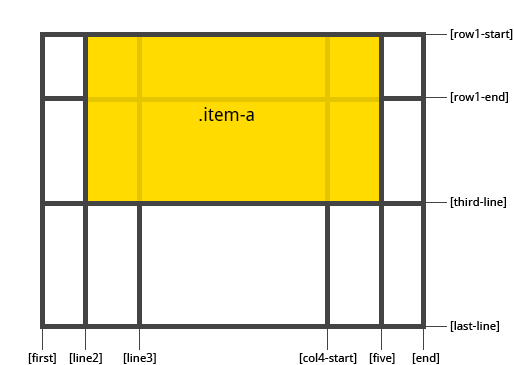 [row1-start]
[row1-end]
.item-a
[third-line]
[last-line]
[first] [line2] [line3] [col4-start] [five] [end]